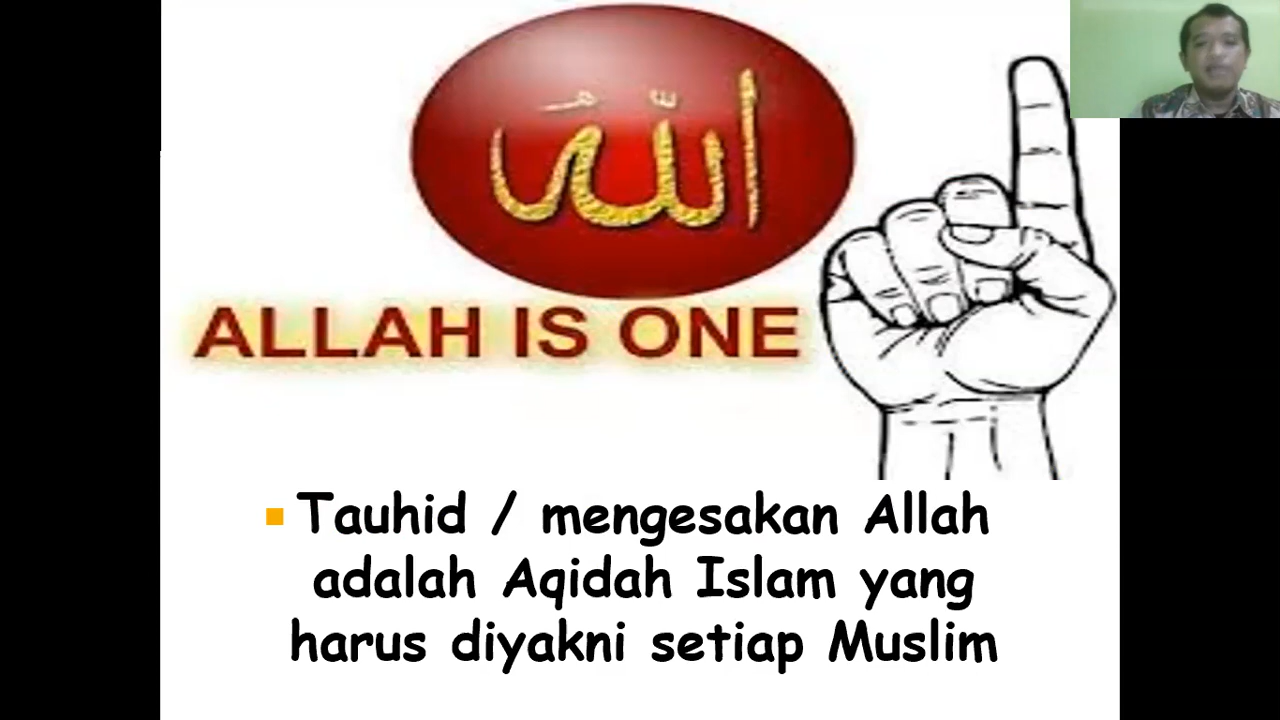 اللهُ
ALLAH IS ONE
Tauhid / mengesakan Allah
adalah Aqidah Islam yang
harus diyakni setiap Muslim